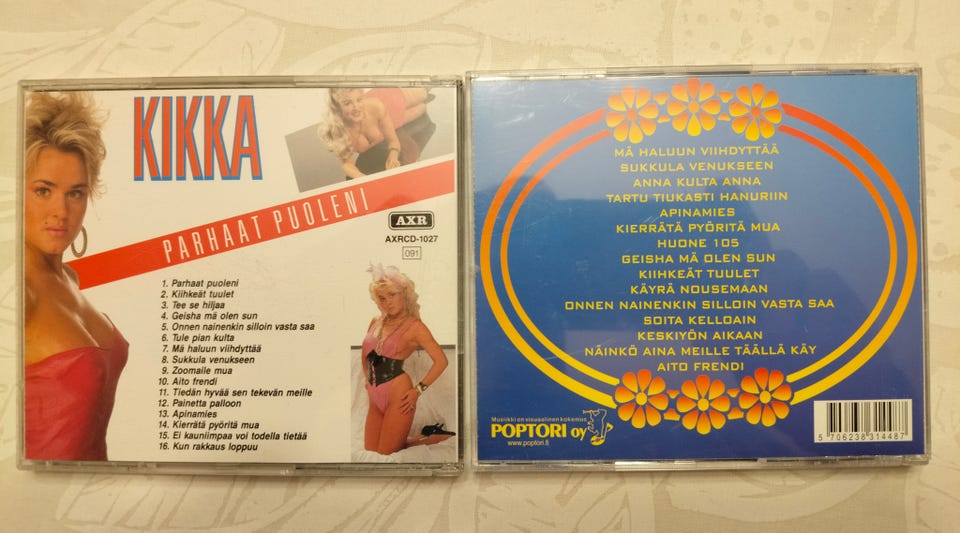 KIKKA
PARHAAT PUOLENI
AXR
AXRCD-1027
091
1. Parhaat puoleni
2. Kiihkeät tuulet
3. Tee se hiljaa
4. Geisha mä olen sun
5. Onnen nainenkin silloin vasta saa
6. Tule pian kulta
7. Mä haluun viihdyttää
8. Sukkula venukseen
9. Zoomaile mua
10. Aito frendi
11. Tiedän hyvää sen tekevän meille
12. Painetta palloon
13. Apinamies
14. Kierrätä pyöritä mua
15. Ei kauniimpaa voi todella tietää
16. Kun rakkaus loppuu
MÄ HALUUN VIIHDYTTÄÄ
SUKKULA VENUKSEEN
ANNA KULTA ANNA
TARTU TIUKASTI HANURIIN
APINAMIES
KIERRÄTÄ PYÖRITÄ MUA
HUONE 105
GEISHA MÄ OLEN SUN
KIIHKEÄT TUULET
KÄYRÄN NOUSEMAAN
ONNEN NAINENKIN SILLOIN VASTA SAA
SOITA KELLOAIN
KESKIYÖN AIKAAN
NÄINKÖ AINA MEILLE TÄÄLLÄ KÄY
AITO FRENDI
Musiikki on visuaalinen kokemus
POPTORI oy
www.poptori.fi
5 706238 314487